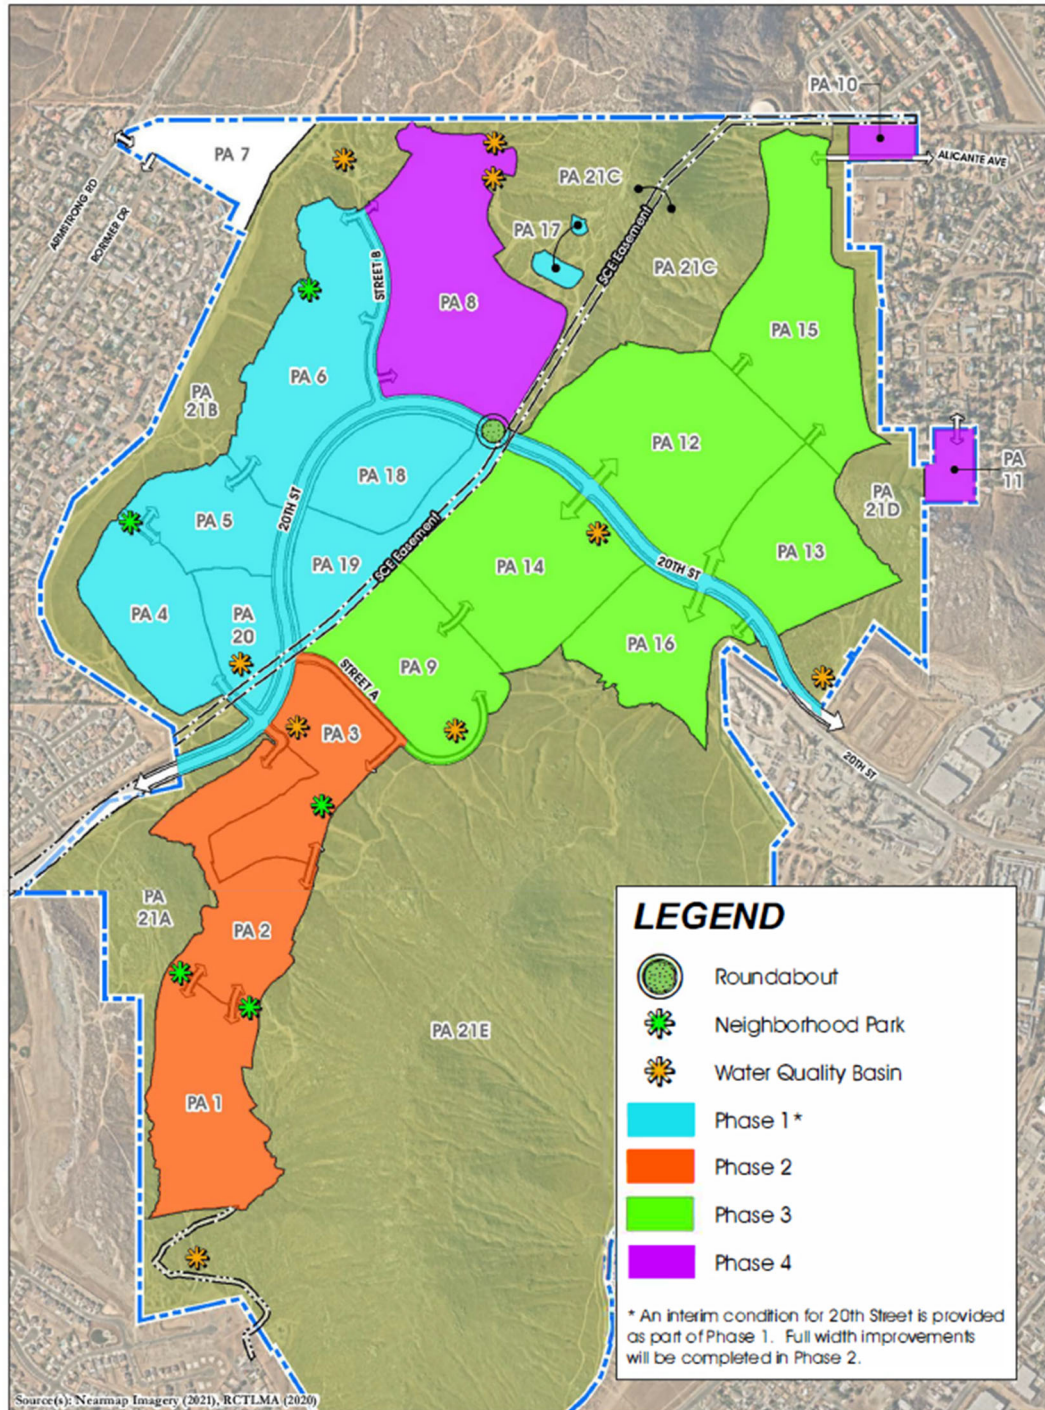 PA 10
PA 7
ALICANTE AVE
ARMSTRONG RD
RORIMER DR
PA 21C
PA 17
SCE Easement
STREET B
PA 21C
PA 8
PA 15
PA 6
PA
21B
PA 12
PA
11
PA 18
PA
21D
20TH ST
PA 5
SCE Easement
PA 19
PA 14
20TH ST
PA 13
PA 4
PA
20
PA 16
PA 9
STREET A
PA 3
20TH ST
PA
21A
PA 2
PA 21E
PA 1
LEGEND
Roundabout
Neighborhood Park
Water Quality Basin
Phase 1*
Phase 2
Phase 3
Phase 4
* An interim condition for 20th Street is provided
as part of Phase 1. Full width improvements
will be completed in Phase 2.
Source(s): Nearmap Imagery (2021), RCTLMA (2020)